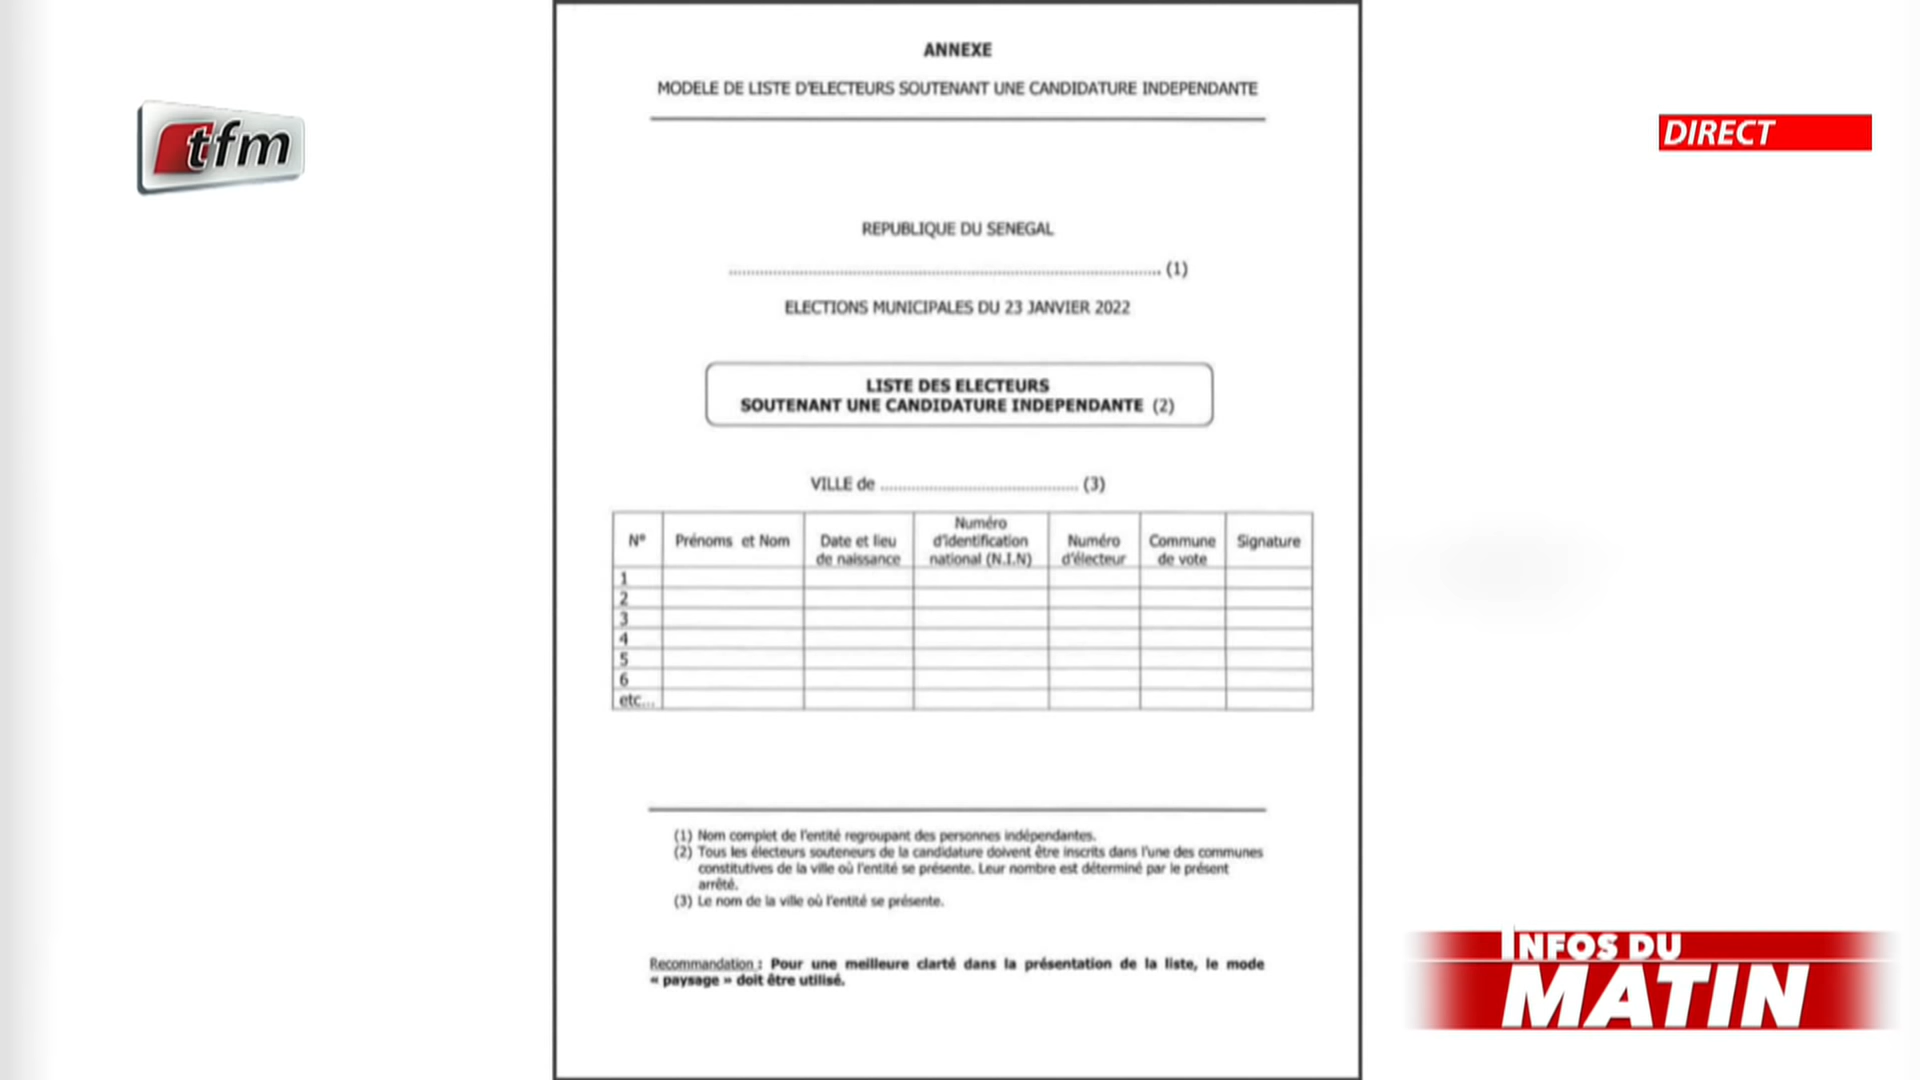 ANNEXE
MODELE DE LISTE D'ELECTEURS SOUTENANT UNE CANDIDATURE INDEPENDANTE
tfm
DIRECT
REPUBLIQUE DU SENEGAL
........................................................................................ (1)
ELECTIONS MUNICIPALES DU 23 JANVIER 2022
LISTE DES ELECTEURS
SOUTENANT UNE CANDIDATURE INDEPENDANTE (2)
VILLE de ................................................ (3)
N° Prénoms et Nom Date et lieu de naissance Numéro d'identification national (N.I.N) Numéro d'électeur Commune de vote Signature
1
2
3
4
5
6
etc...
(1) Nom complet de l'entité regroupant des personnes indépendantes.
(2) Tous les électeurs souteneurs de la candidature doivent être inscrits dans l'une des communes
constitutives de la ville où l'entité se présente. Leur nombre est déterminé par le présent
arrêté.
(3) Le nom de la ville où l'entité se présente.
Recommandation : Pour une meilleure clarté dans la présentation de la liste, le mode
« paysage » doit être utilisé.
INFOS DU
MATIN